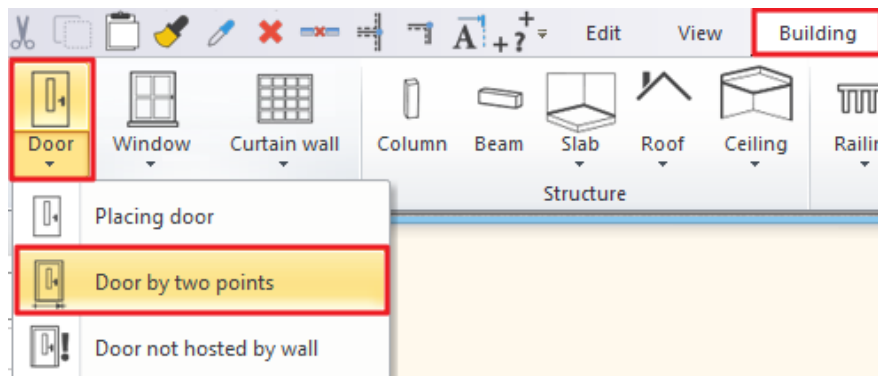 Edit View Building
Door Window Curtain wall Column Beam Slab Roof Ceiling
Structure
Placing door
Door by two points
Door not hosted by wall